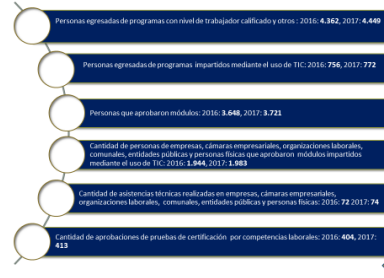 Personas egresadas de programas con nivel de trabajador calificado y otros : 2016: 4.362, 2017: 4.449
Personas egresadas de programas impartidos mediante el uso de TIC: 2016: 756, 2017: 772
Personas que aprobaron módulos: 2016: 3.648, 2017: 3.721
Cantidad de personas de empresas, cámaras empresariales, organizaciones laborales,
comunales, entidades públicas y personas físicas que aprobaron módulos impartidos
mediante el uso de TIC: 2016: 1.944, 2017: 1.983
Cantidad de asistencias técnicas realizadas en empresas, cámaras empresariales,
organizaciones laborales, comunales, entidades públicas y personas físicas: 2016: 72 2017: 74
Cantidad de aprobaciones de pruebas de certificación por competencias laborales: 2016: 404, 2017:
413